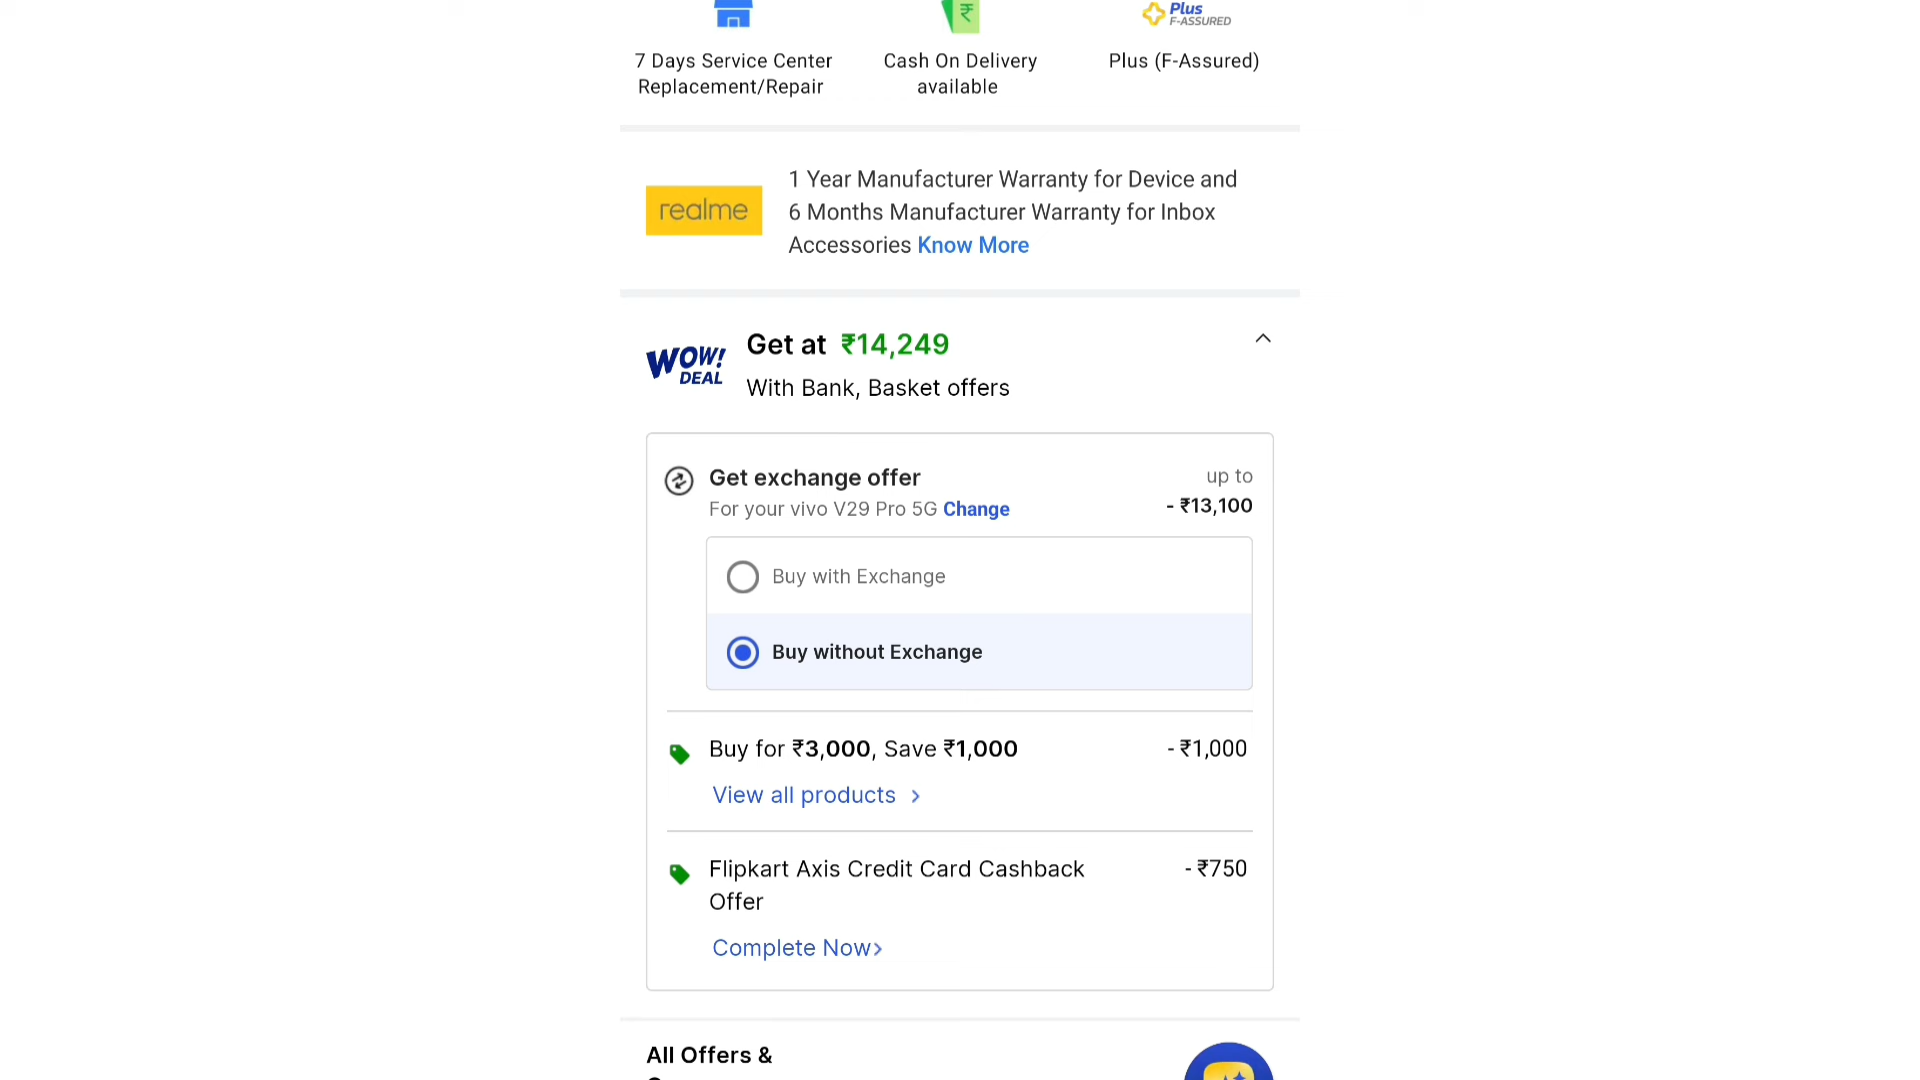 Plus
F-ASSURED
7 Days Service Center
Replacement/Repair
Cash On Delivery
available
Plus (F-Assured)
realme
1 Year Manufacturer Warranty for Device and
6 Months Manufacturer Warranty for Inbox
Accessories Know More
WOW!
DEAL
Get at ₹14,249
With Bank, Basket offers
Get exchange offer
up to
For your vivo V29 Pro 5G Change
- ₹13,100
Buy with Exchange
Buy without Exchange
Buy for ₹3,000, Save ₹1,000
- ₹1,000
View all products
Flipkart Axis Credit Card Cashback
Offer
- ₹750
Complete Now
All Offers &